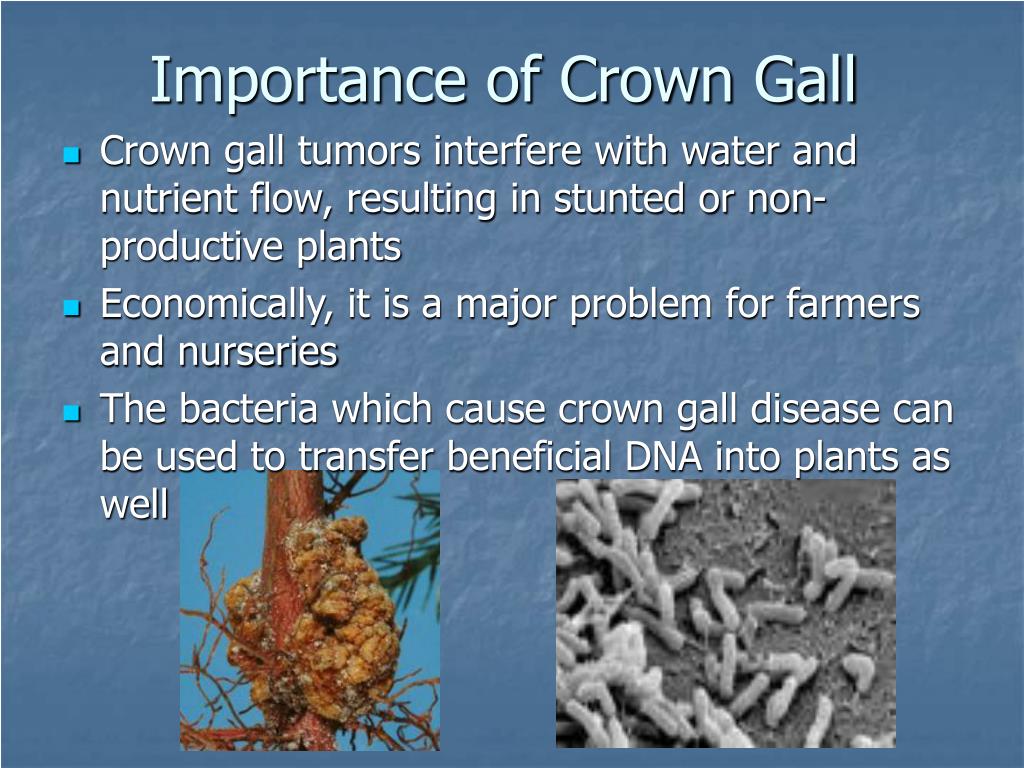 Importance of Crown Gall
Crown gall tumors interfere with water and
nutrient flow, resulting in stunted or non-
productive plants
Economically, it is a major problem for farmers
and nurseries
The bacteria which cause crown gall disease can
be used to transfer beneficial DNA into plants as
well